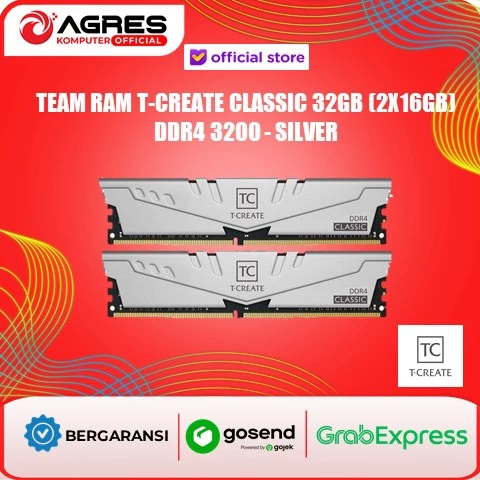 AGRES
KOMPUTER OFFICIAL
official store
TEAM RAM T-CREATE CLASSIC 32GB (2X16GB)
DDR4 3200 - SILVER
TC
T-CREATE
DDR4
CLASSIC
TC
T-CREATE
DDR4
CLASSIC
TC
T-CREATE
BERGARANSI
gosend
Powered by gojek
GrabExpress